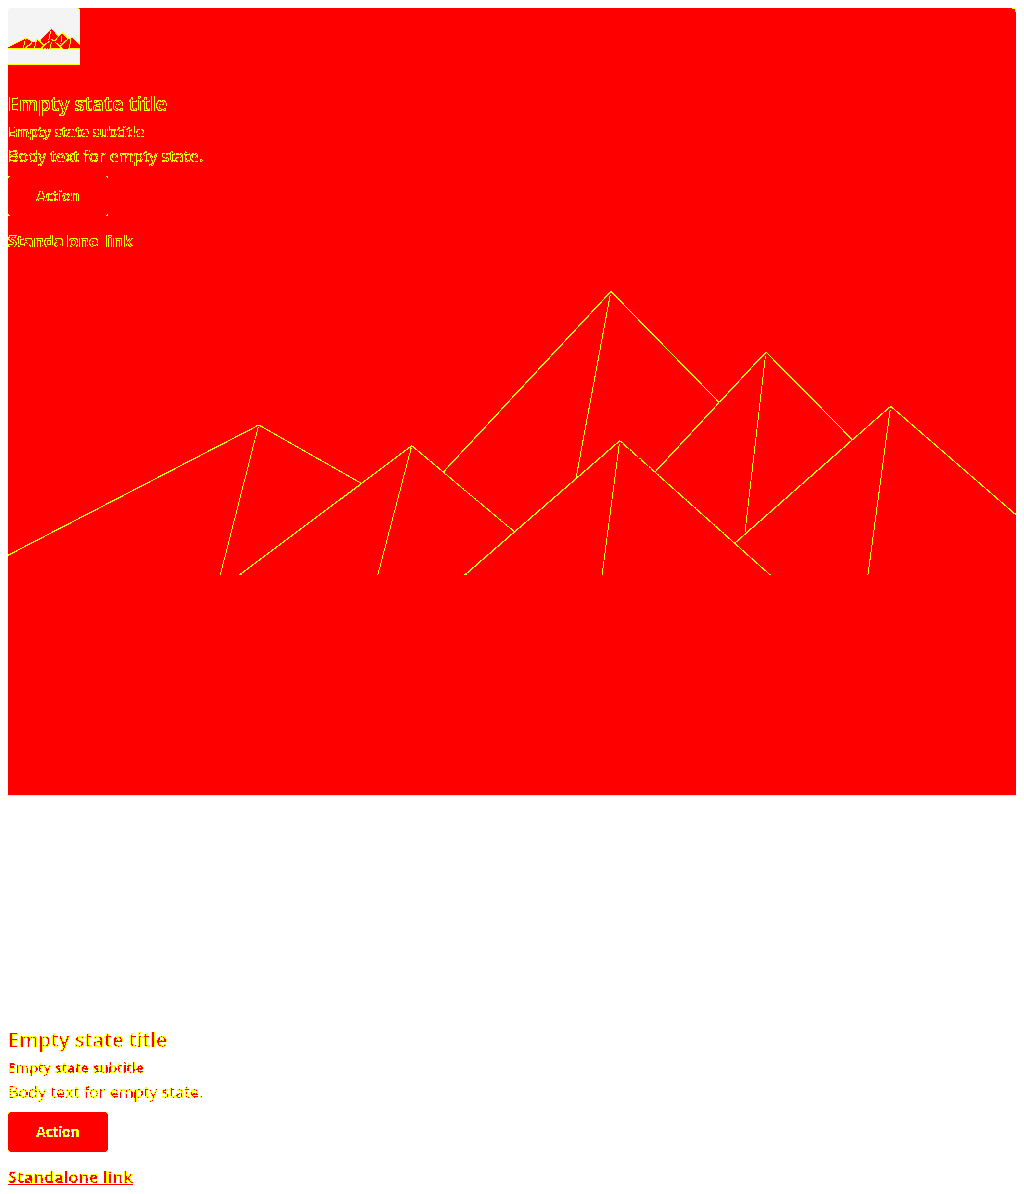 Empty state title
Empty state subtitle
Body text for empty state.
Action
Standalone link
Empty state title
Empty state subtitle
Body text for empty state.
Action
Standalone link